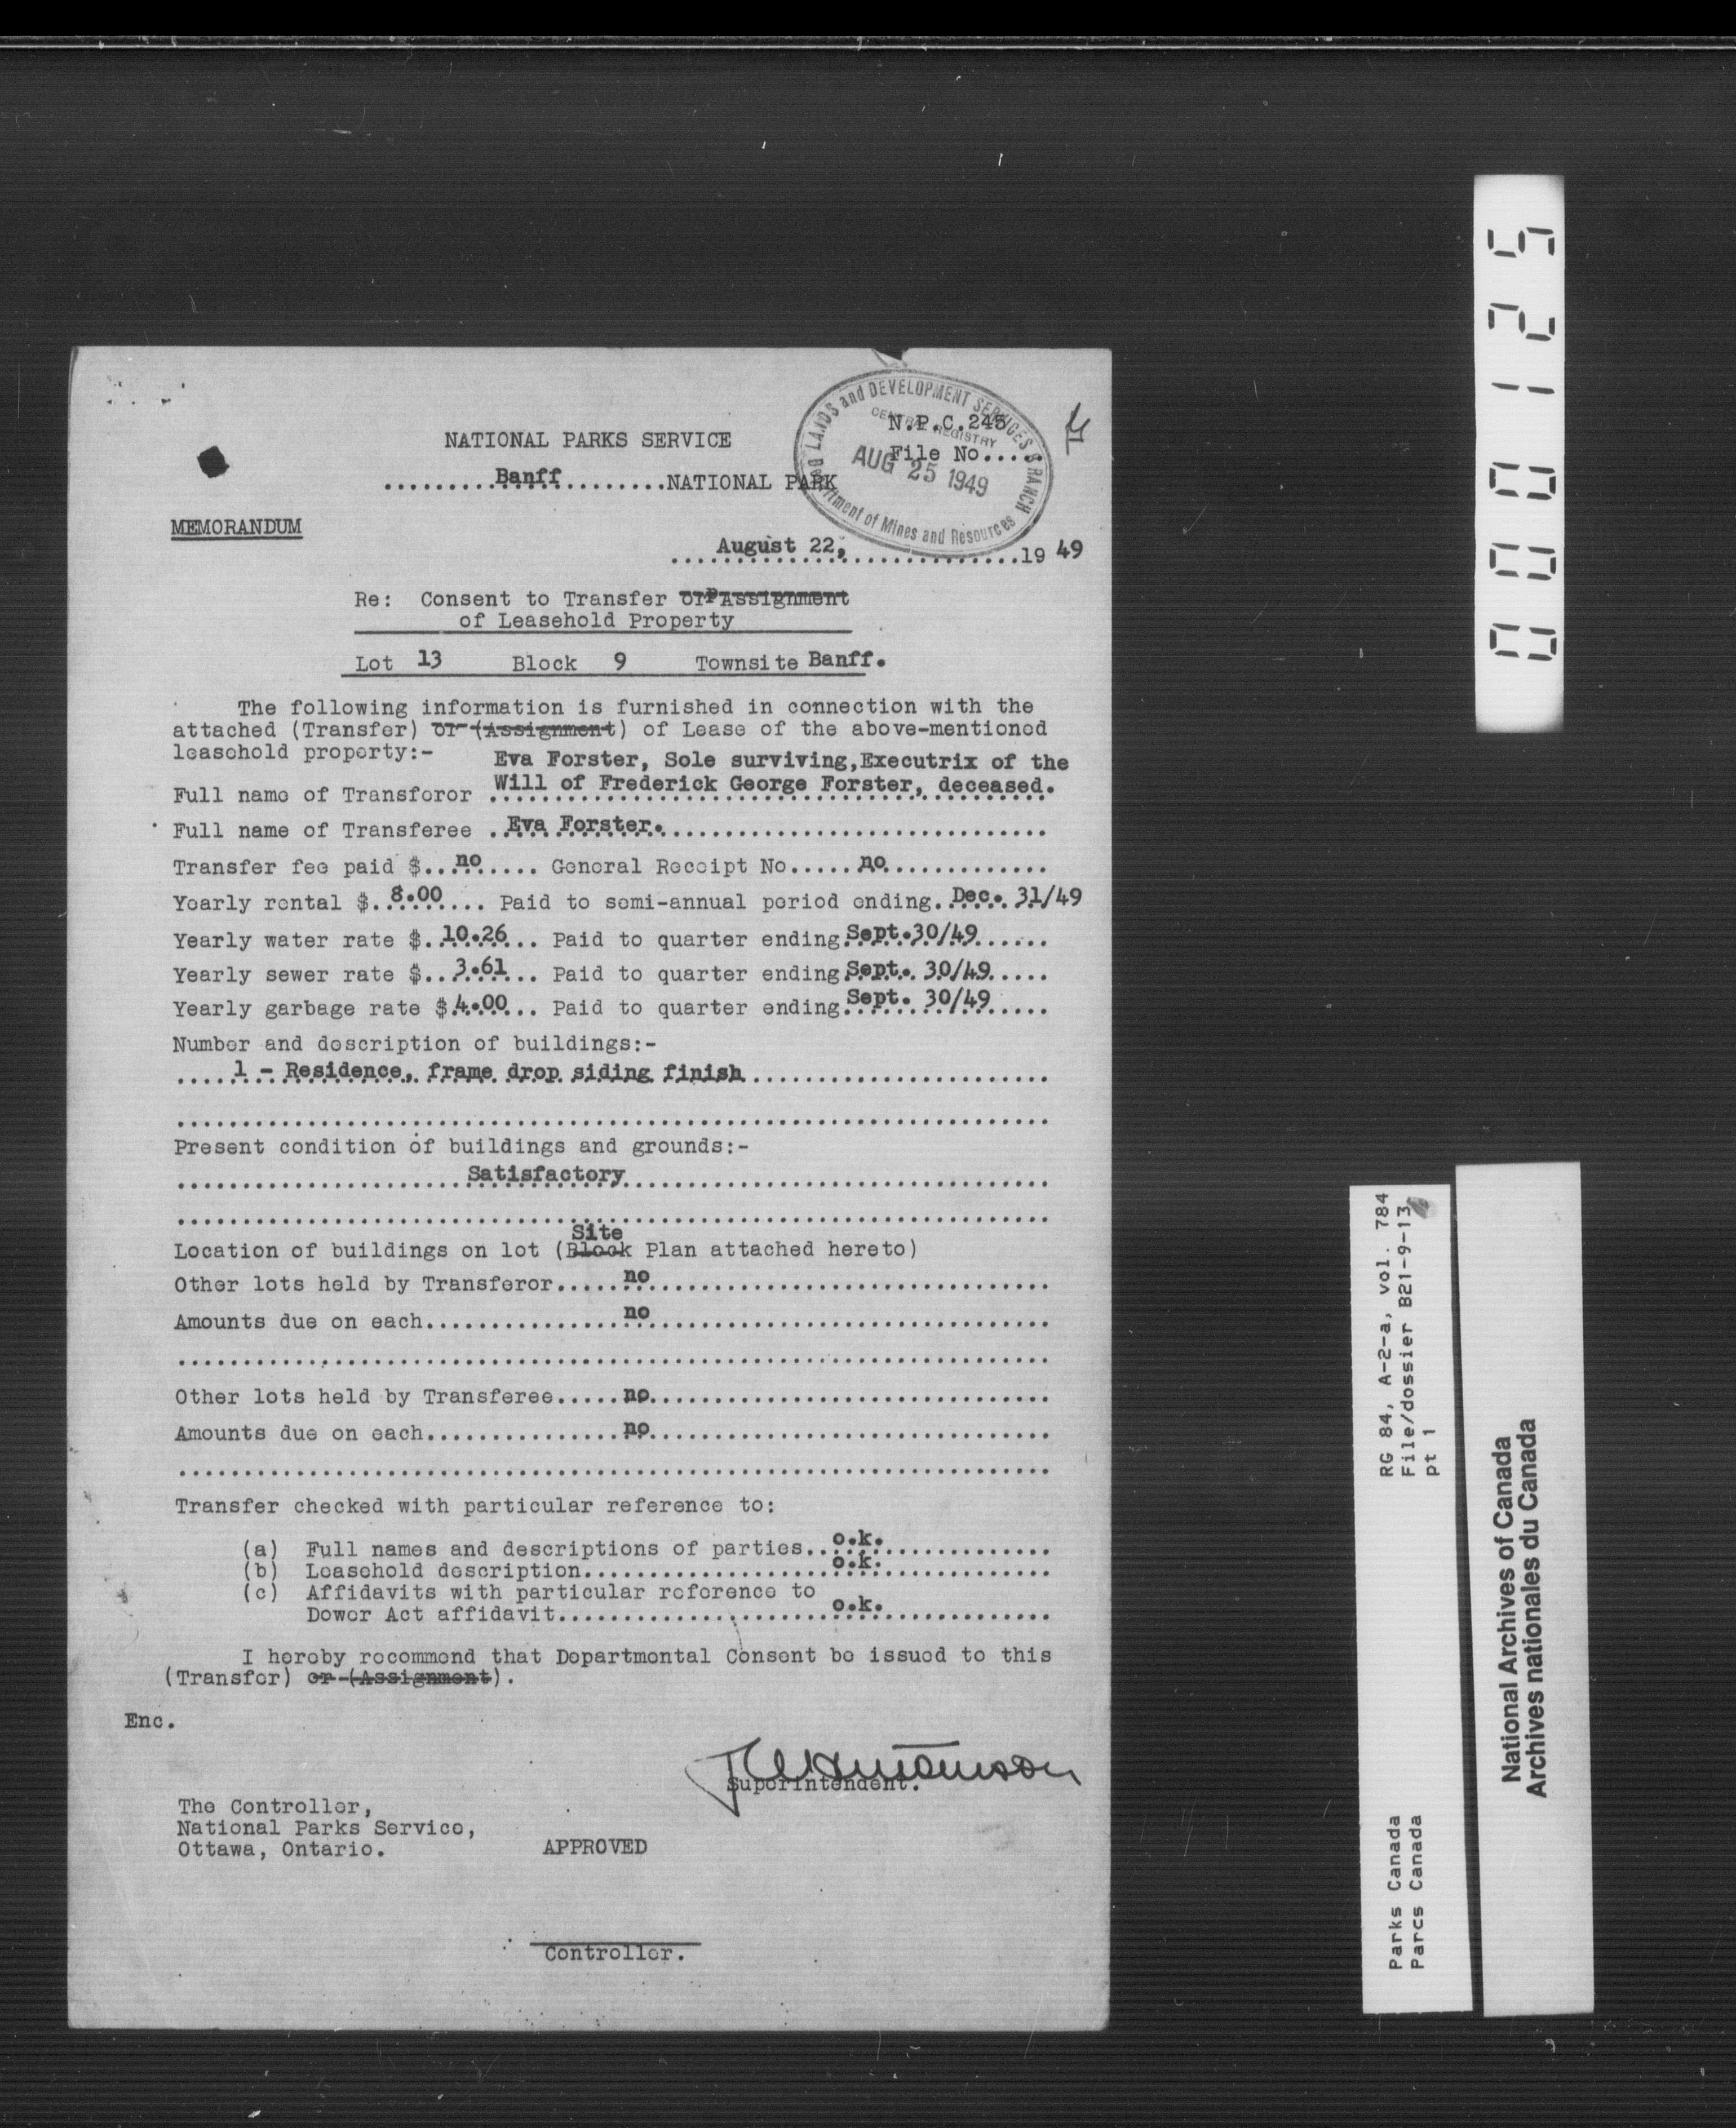 NATIONAL PARKS SERVICE
N.P.C.245
File No....
LANDS and DEVELOPMENT SERVICES BRANCH
CENTRAL REGISTRY
AUG 25 1949
Department of Mines and Resources
.........Banff.........NATIONAL PARK
MEMORANDUM
August 22, 1949
Re: Consent to Transfer or Assignment
of Leasehold Property
Lot 13 Block 9 Townsite Banff.
The following information is furnished in connection with the
attached (Transfer) or (Assignment) of Lease of the above-mentioned
leasehold property:-
Eva Forster, Sole surviving,Executrix of the
Full name of Transferor Will of Frederick George Forster, deceased.
Full name of Transferee Eva Forster.
Transfer fee paid $ no General Receipt No. no
Yearly rental $ 8.00 Paid to semi-annual period ending. Dec. 31/49
Yearly water rate $ 10.26 Paid to quarter ending Sept.30/49
Yearly sewer rate $ 3.61 Paid to quarter ending Sept. 30/49
Yearly garbage rate $ 4.00 Paid to quarter ending Sept. 30/49
Number and description of buildings:-
1 - Residence, frame drop siding finish
Present condition of buildings and grounds:-
Satisfactory
Site
Location of buildings on lot (Block Plan attached hereto)
Other lots held by Transferor no
Amounts due on each no
Other lots held by Transferee no
Amounts due on each no
Transfer checked with particular reference to:
(a) Full names and descriptions of parties o.k.
(b) Leasehold description o.k.
(c) Affidavits with particular reference to
Dower Act affidavit o.k.
I hereby recommend that Departmental Consent be issued to this
(Transfer) or (Assignment).
Enc.
Superintendent.
The Controller,
National Parks Service,
Ottawa, Ontario.
APPROVED
Controller.
000125
RG 84, A-2-a, vol. 784
File/dossier B21-9-13
pt 1
Parks Canada
Parcs Canada
National Archives of Canada
Archives nationales du Canada